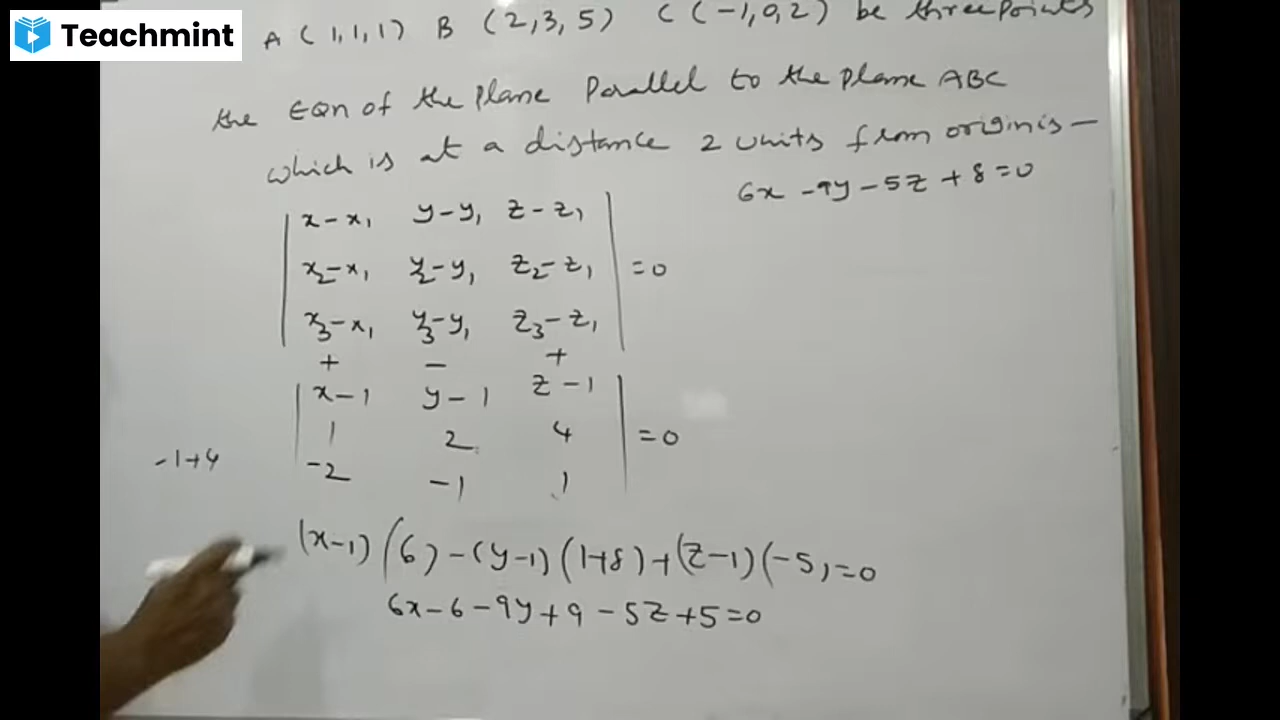 Teachmint
A (1,1,1) B (2,3,5) C (-1,0,2) be three points
the EQn of the plane Parallel to the plane ABC
which is at a distance 2 units from origin is —
6x -9y -5z +8=0
x-x₁ y-y₁ z-z₁
x₂-x₁ y₂-y₁ z₂-z₁ =0
x₃-x₁ y₃-y₁ z₃-z₁
+ - +
x-1 y-1 z-1
1 2 4 =0
-2 -1 1
-1+4
(x-1) (6) -(y-1) (1+8)+(z-1)(-5)=0
6x-6-9y+9-5z+5=0